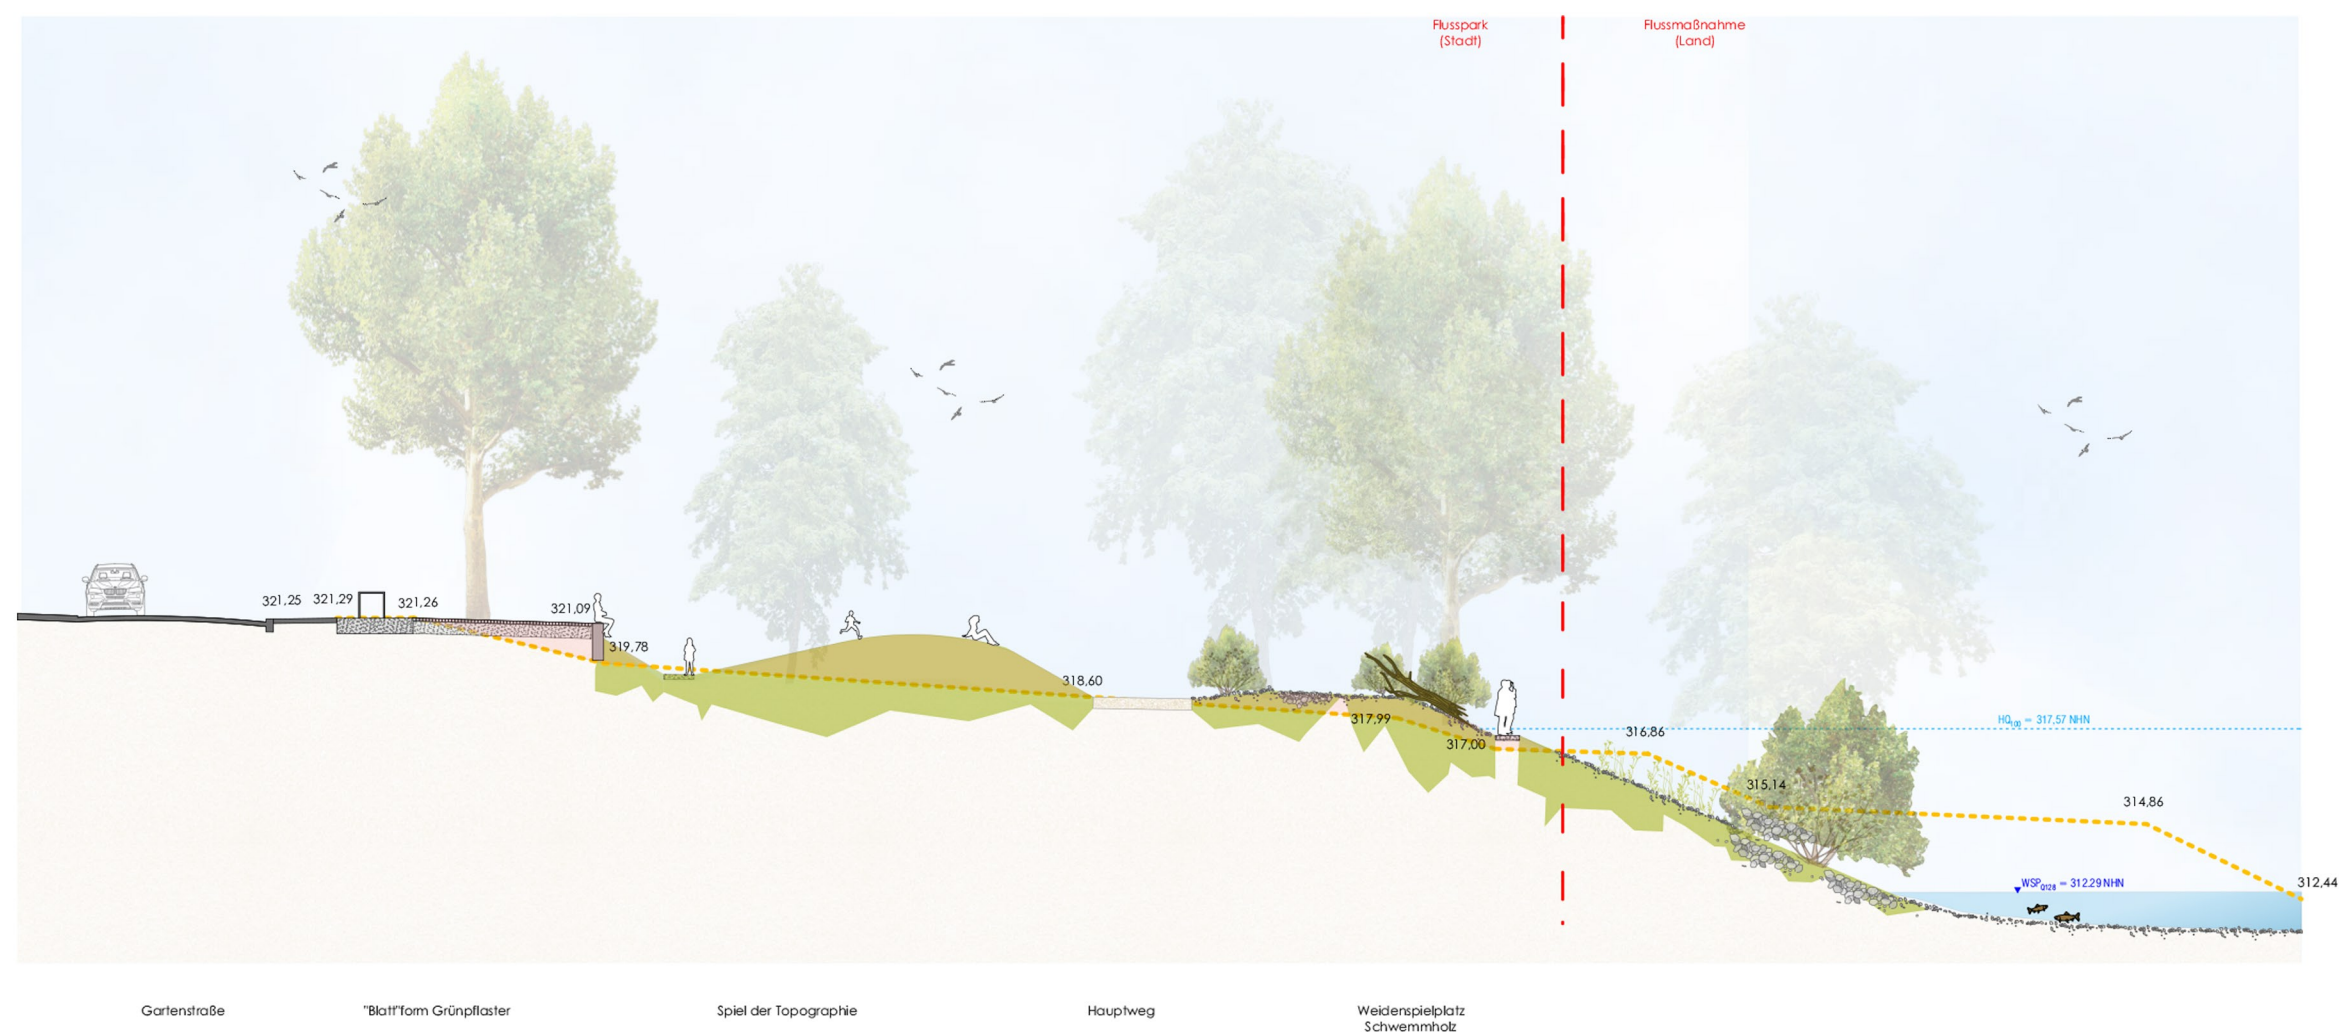 Flusspark
(Stadt)
Flussmaßnahme
(Land)
321,25
321,29
321,26
321,09
319,78
318,60
317,99
317,00
316,86
HQ100 = 317,57 NHN
315,14
314,86
WSPQ128 = 312.29 NHN
312,44
Gartenstraße
"Blatt"form Grünpflaster
Spiel der Topographie
Hauptweg
Weidenspielplatz
Schwemmholz